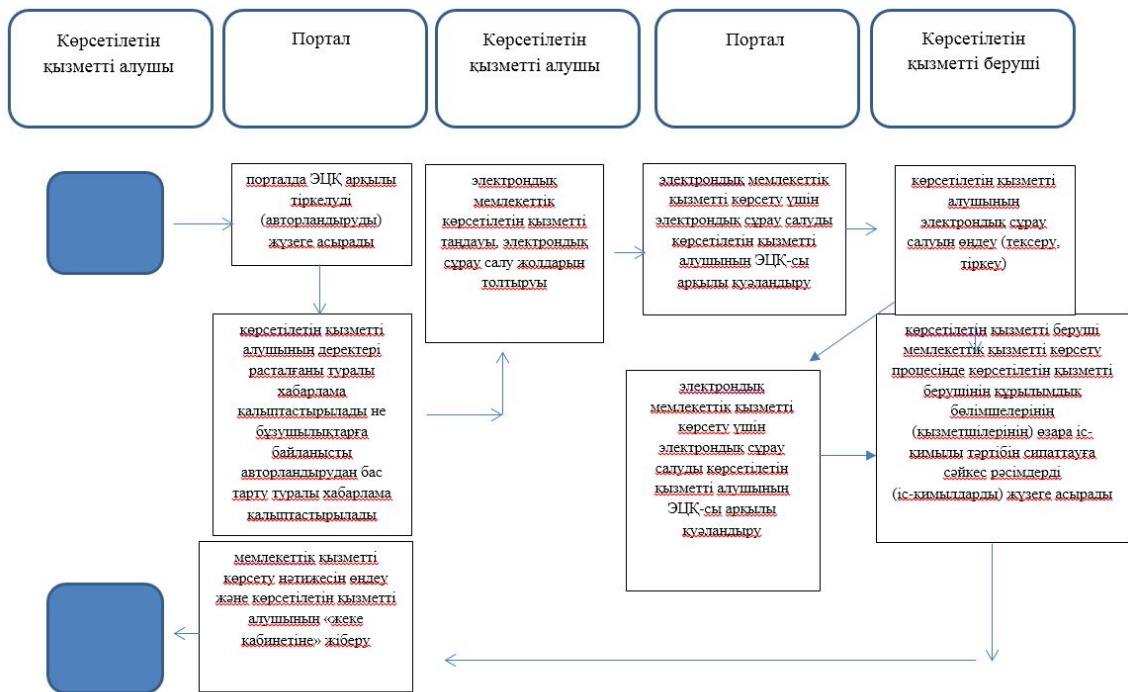 Көрсетілетін
қызметті алушы
Портал
Көрсетілетін
қызметті алушы
Портал
Көрсетілетін
қызметті беруші
порталда ЭЦҚ арқылы
тіркелуді
(авторландыруды)
жүзеге асырады
электрондық
мемлекеттік
көрсетілетін қызметті
таңдауы, электрондық
сұрау салу жолдарын
толтыруы
электрондық мемлекеттік
қызметті көрсету үшін
электрондық сұрау салуды
көрсетілетін қызметті
алушының ЭЦҚ-сы
арқылы куәландыру
көрсетілетін қызметті
алушының
электрондық сұрау
салуын өңдеу (тексеру,
тіркеу)
көрсетілетін қызметті
алушының деректері
расталғаны туралы
хабарлама
қалыптастырылады не
бұзушылықтарға
байланысты
авторландырудан бас
тарту туралы хабарлама
қалыптастырылады
электрондық
мемлекеттік қызметті
көрсету үшін
электрондық сұрау
салуды көрсетілетін
қызметті алушының
ЭЦҚ-сы арқылы
куәландыру
көрсетілетін қызметті беруші
мемлекеттік қызметті көрсету
процесінде көрсетілетін қызметті
берушінің құрылымдық
бөлімшелерінің
(қызметшілерінің) өзара іс-
қимылы тәртібін сипаттауға
сәйкес рәсімдерді
(іс-қимылдарды) жүзеге асырады
мемлекеттік қызметті
көрсету нәтижесін өңдеу
және көрсетілетін қызметті
алушының «жеке
кабинетіне» жіберу